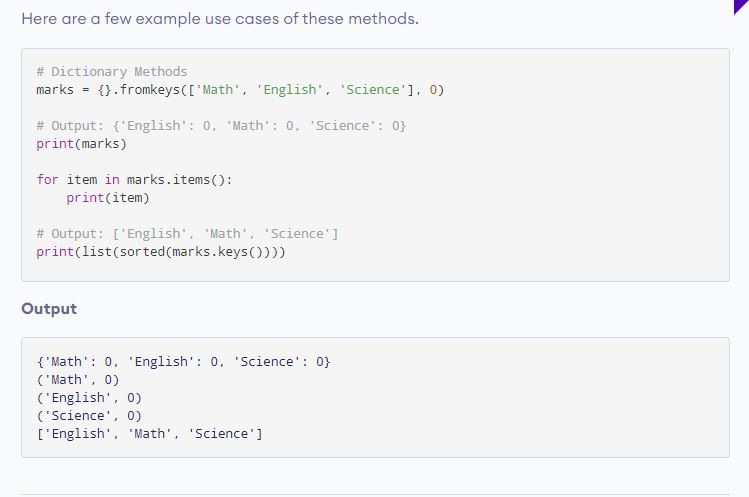 Here are a few example use cases of these methods.
# Dictionary Methods
marks = {}.fromkeys(['Math', 'English', 'Science'], 0)
# Output: {'English': 0, 'Math': 0, 'Science': 0}
print(marks)
for item in marks.items():
    print(item)
# Output: ['English', 'Math', 'Science']
print(list(sorted(marks.keys())))
Output
{'Math': 0, 'English': 0, 'Science': 0}
('Math', 0)
('English', 0)
('Science', 0)
['English', 'Math', 'Science']